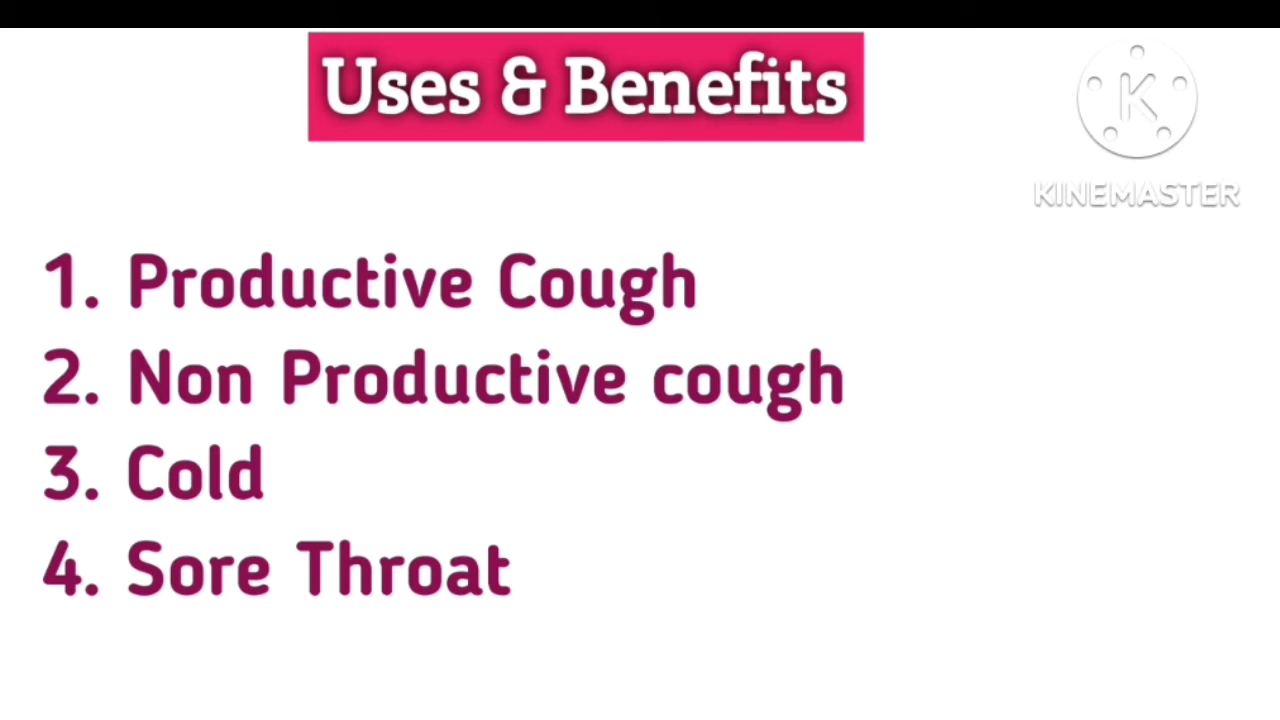 Uses & Benefits
K
KINEMASTER
1. Productive Cough
2. Non Productive cough
3. Cold
4. Sore Throat